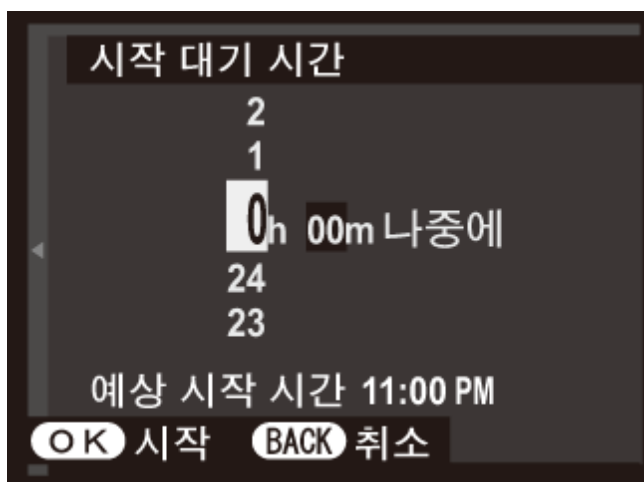 시작 대기 시간
2
1
0h 00m 나중에
24
23
예상 시작 시간 11:00 PM
OK 시작 BACK 취소